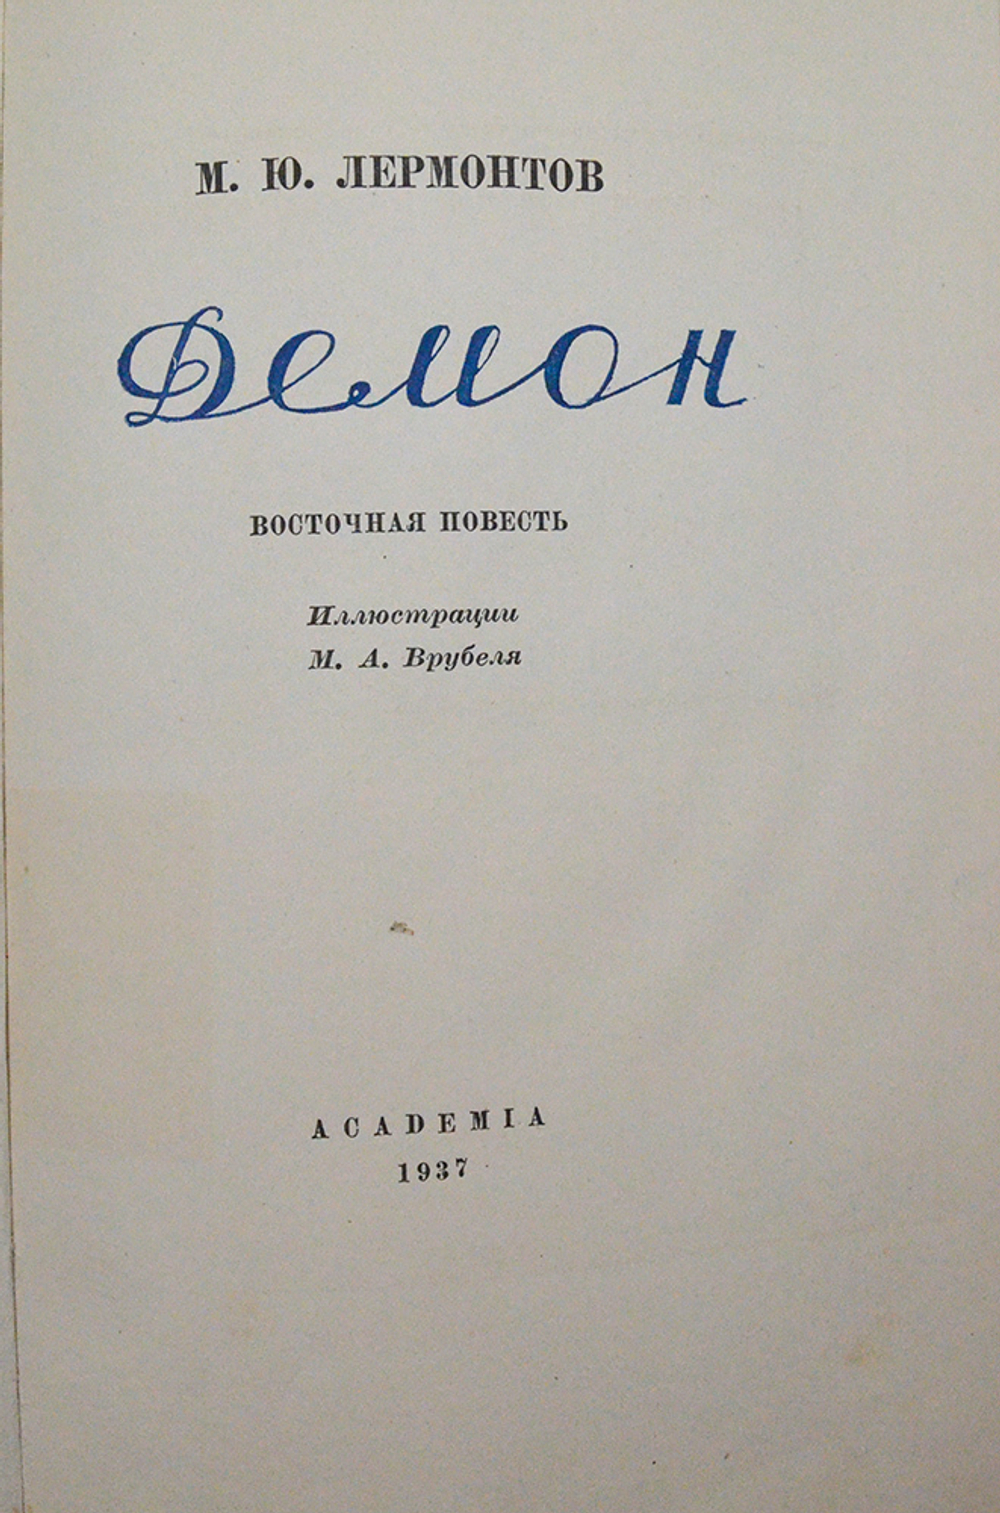 М. Ю. ЛЕРМОНТОВ
Демон
ВОСТОЧНАЯ ПОВЕСТЬ
Иллюстрации
М. А. Врубеля
ACADEMIA
1937